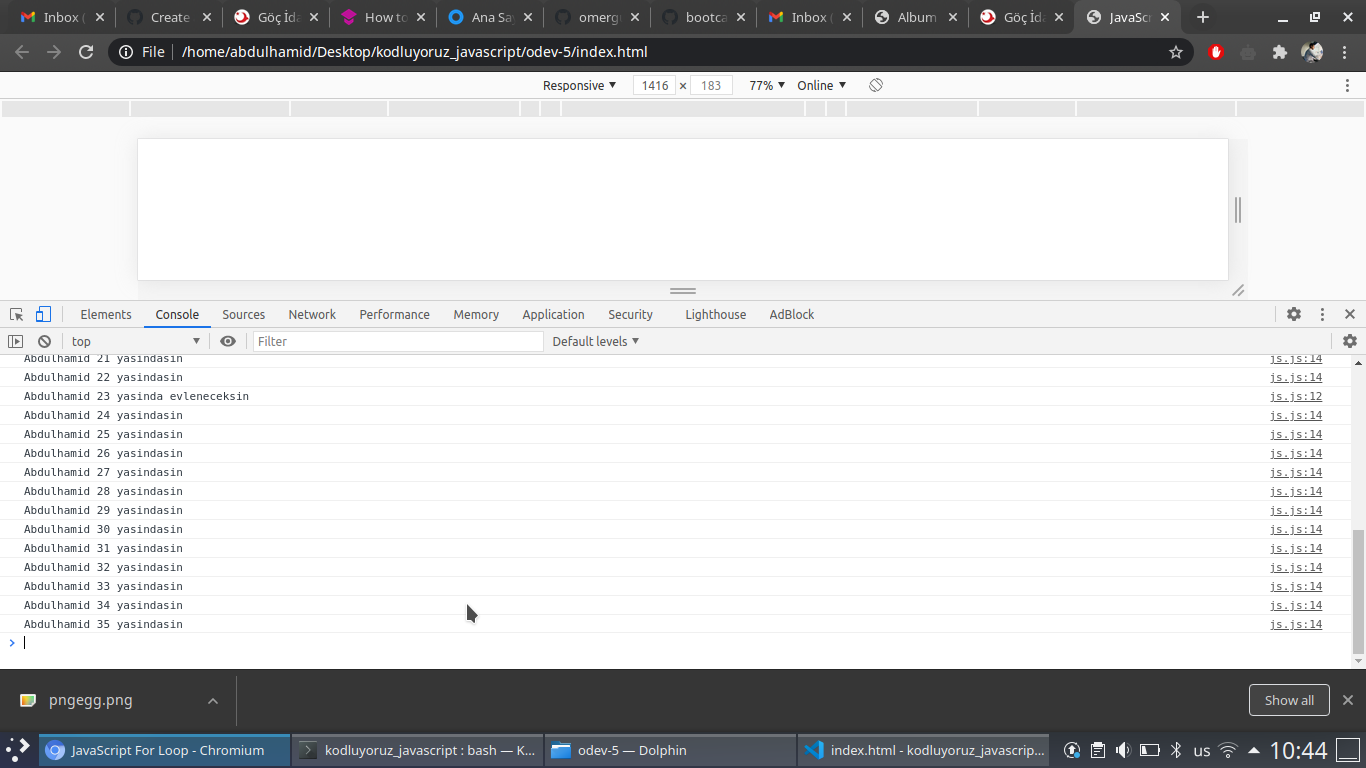 Inbox ( Create Göç İda How to Ana Say omerg bootca Inbox ( Album Göç İda JavaScr
File /home/abdulhamid/Desktop/kodluyoruz_javascript/odev-5/index.html
Responsive 1416 × 183 77% Online
Elements Console Sources Network Performance Memory Application Security Lighthouse AdBlock
top Filter Default levels
Abdulhamid 21 yasindasin js.js:14
Abdulhamid 22 yasindasin js.js:14
Abdulhamid 23 yasinda evleneceksin js.js:12
Abdulhamid 24 yasindasin js.js:14
Abdulhamid 25 yasindasin js.js:14
Abdulhamid 26 yasindasin js.js:14
Abdulhamid 27 yasindasin js.js:14
Abdulhamid 28 yasindasin js.js:14
Abdulhamid 29 yasindasin js.js:14
Abdulhamid 30 yasindasin js.js:14
Abdulhamid 31 yasindasin js.js:14
Abdulhamid 32 yasindasin js.js:14
Abdulhamid 33 yasindasin js.js:14
Abdulhamid 34 yasindasin js.js:14
Abdulhamid 35 yasindasin js.js:14
pngegg.png Show all
JavaScript For Loop - Chromium kodluyoruz_javascript : bash — K... odev-5 — Dolphin index.html - kodluyoruz_javascrip... us 10:44